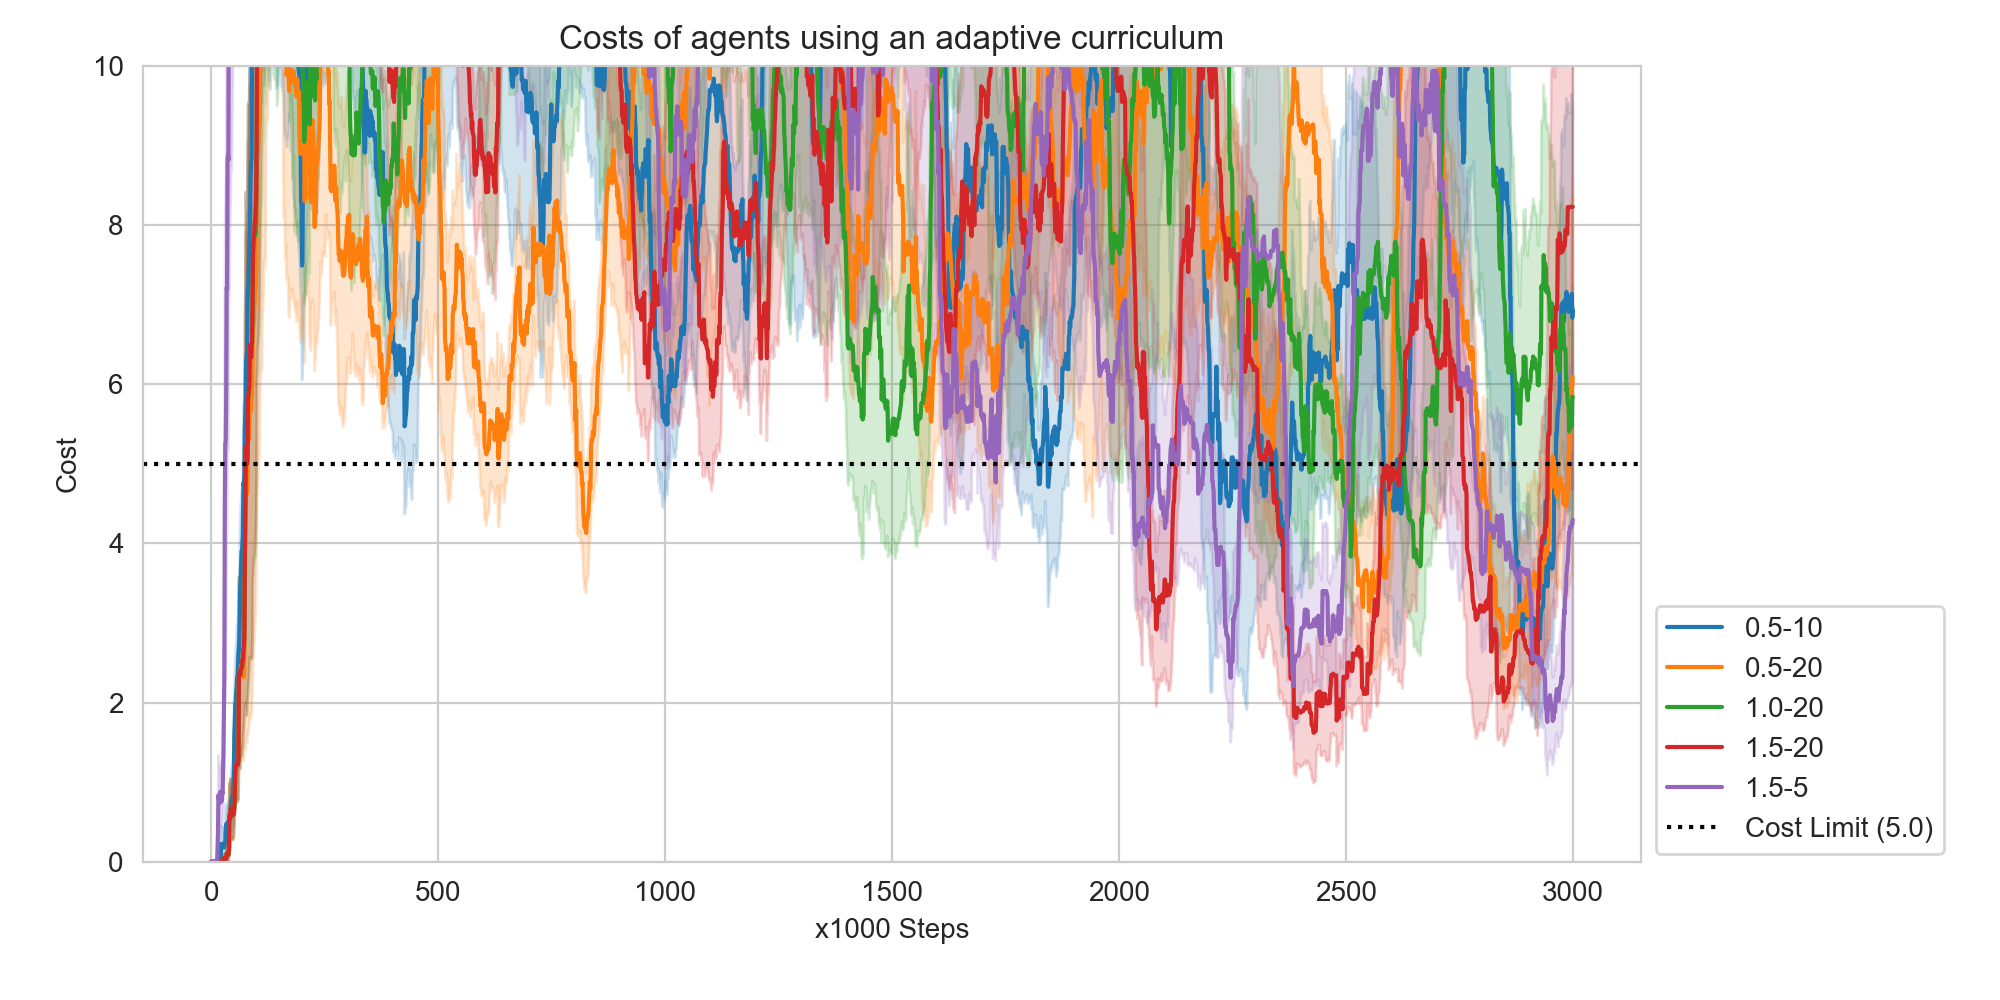 Costs of agents using an adaptive curriculum
10
8
6
4
2
0
Cost
0 500 1000 1500 2000 2500 3000
x1000 Steps
0.5-10
0.5-20
1.0-20
1.5-20
1.5-5
Cost Limit (5.0)